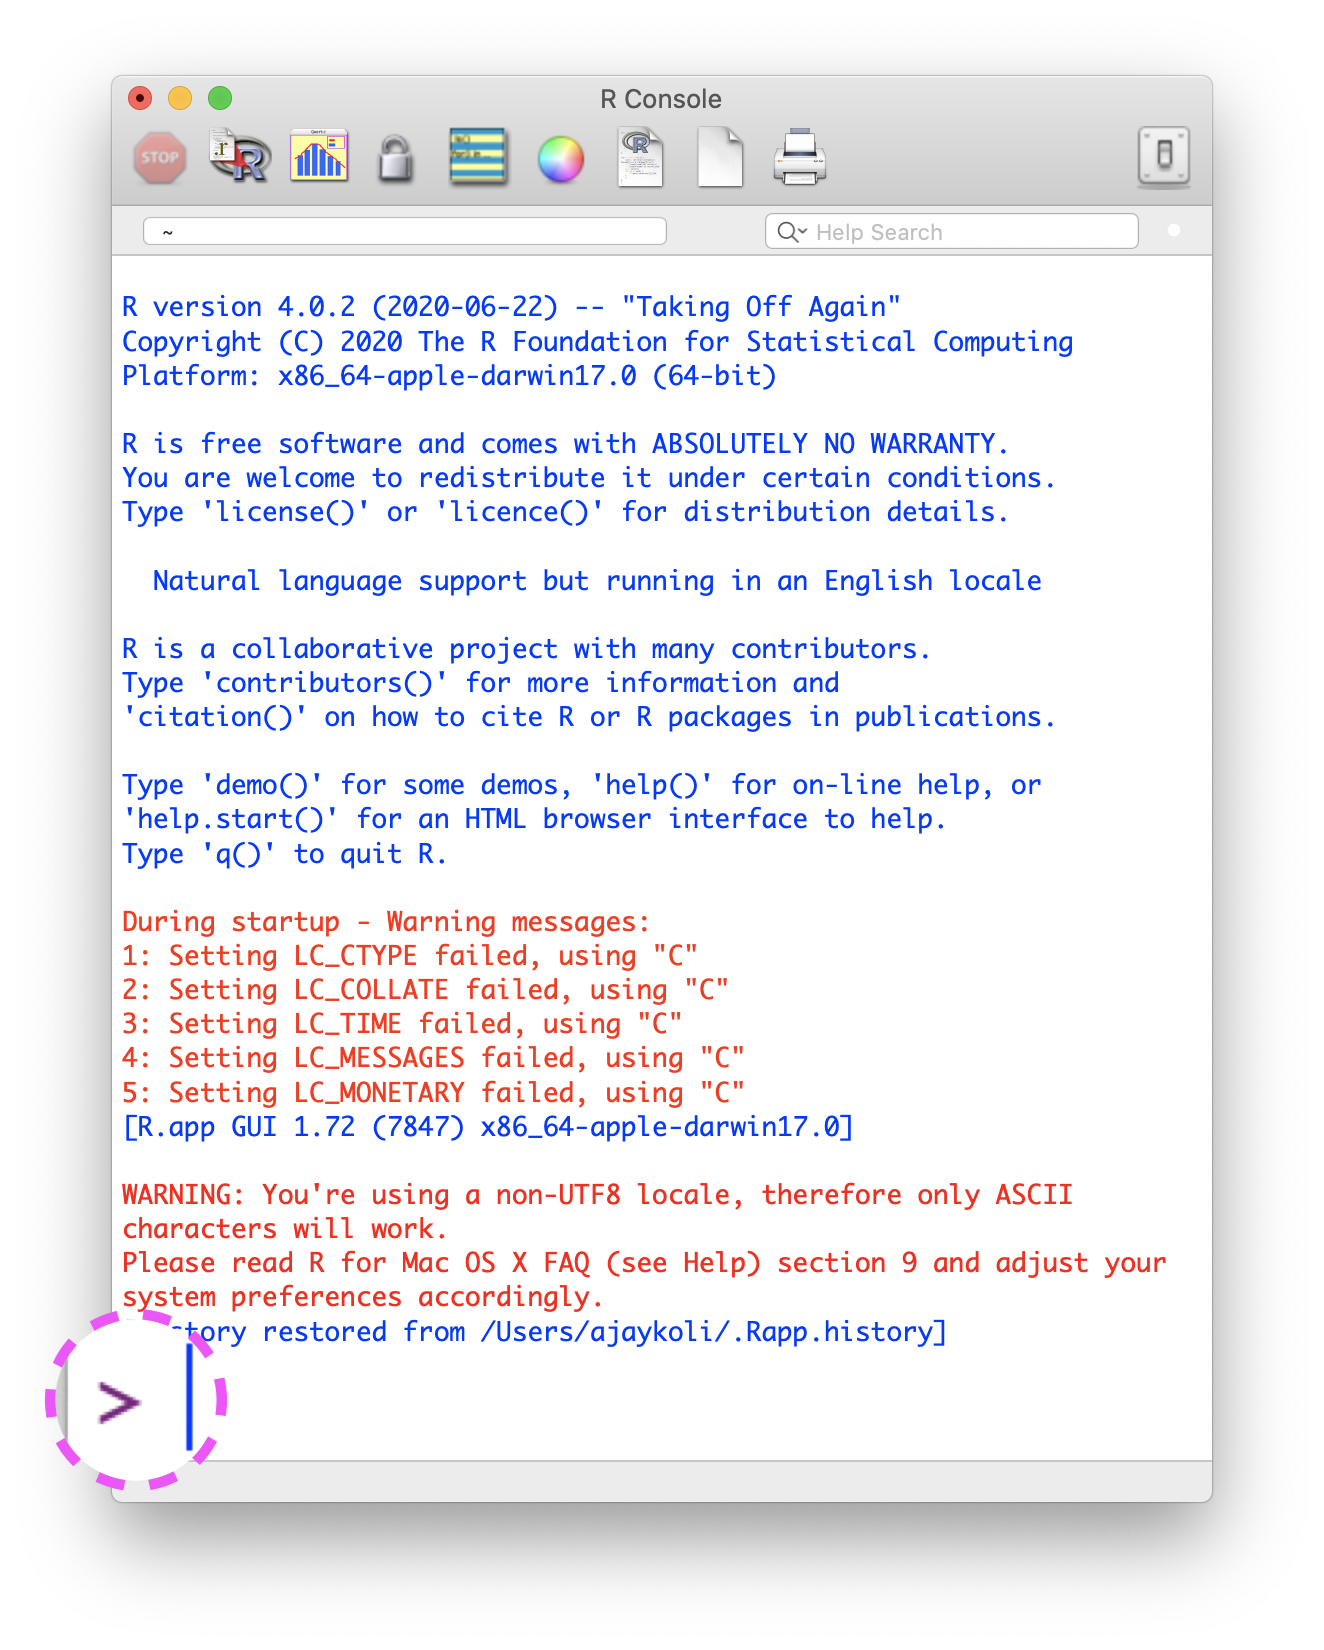 R Console
STOP
~
Help Search
R version 4.0.2 (2020-06-22) -- "Taking Off Again"
Copyright (C) 2020 The R Foundation for Statistical Computing
Platform: x86_64-apple-darwin17.0 (64-bit)
R is free software and comes with ABSOLUTELY NO WARRANTY.
You are welcome to redistribute it under certain conditions.
Type 'license()' or 'licence()' for distribution details.
Natural language support but running in an English locale
R is a collaborative project with many contributors.
Type 'contributors()' for more information and
'citation()' on how to cite R or R packages in publications.
Type 'demo()' for some demos, 'help()' for on-line help, or
'help.start()' for an HTML browser interface to help.
Type 'q()' to quit R.
During startup - Warning messages:
1: Setting LC_CTYPE failed, using "C"
2: Setting LC_COLLATE failed, using "C"
3: Setting LC_TIME failed, using "C"
4: Setting LC_MESSAGES failed, using "C"
5: Setting LC_MONETARY failed, using "C"
[R.app GUI 1.72 (7847) x86_64-apple-darwin17.0]
WARNING: You're using a non-UTF8 locale, therefore only ASCII
characters will work.
Please read R for Mac OS X FAQ (see Help) section 9 and adjust your
system preferences accordingly.
restored from /Users/ajaykoli/.Rapp.history]
>